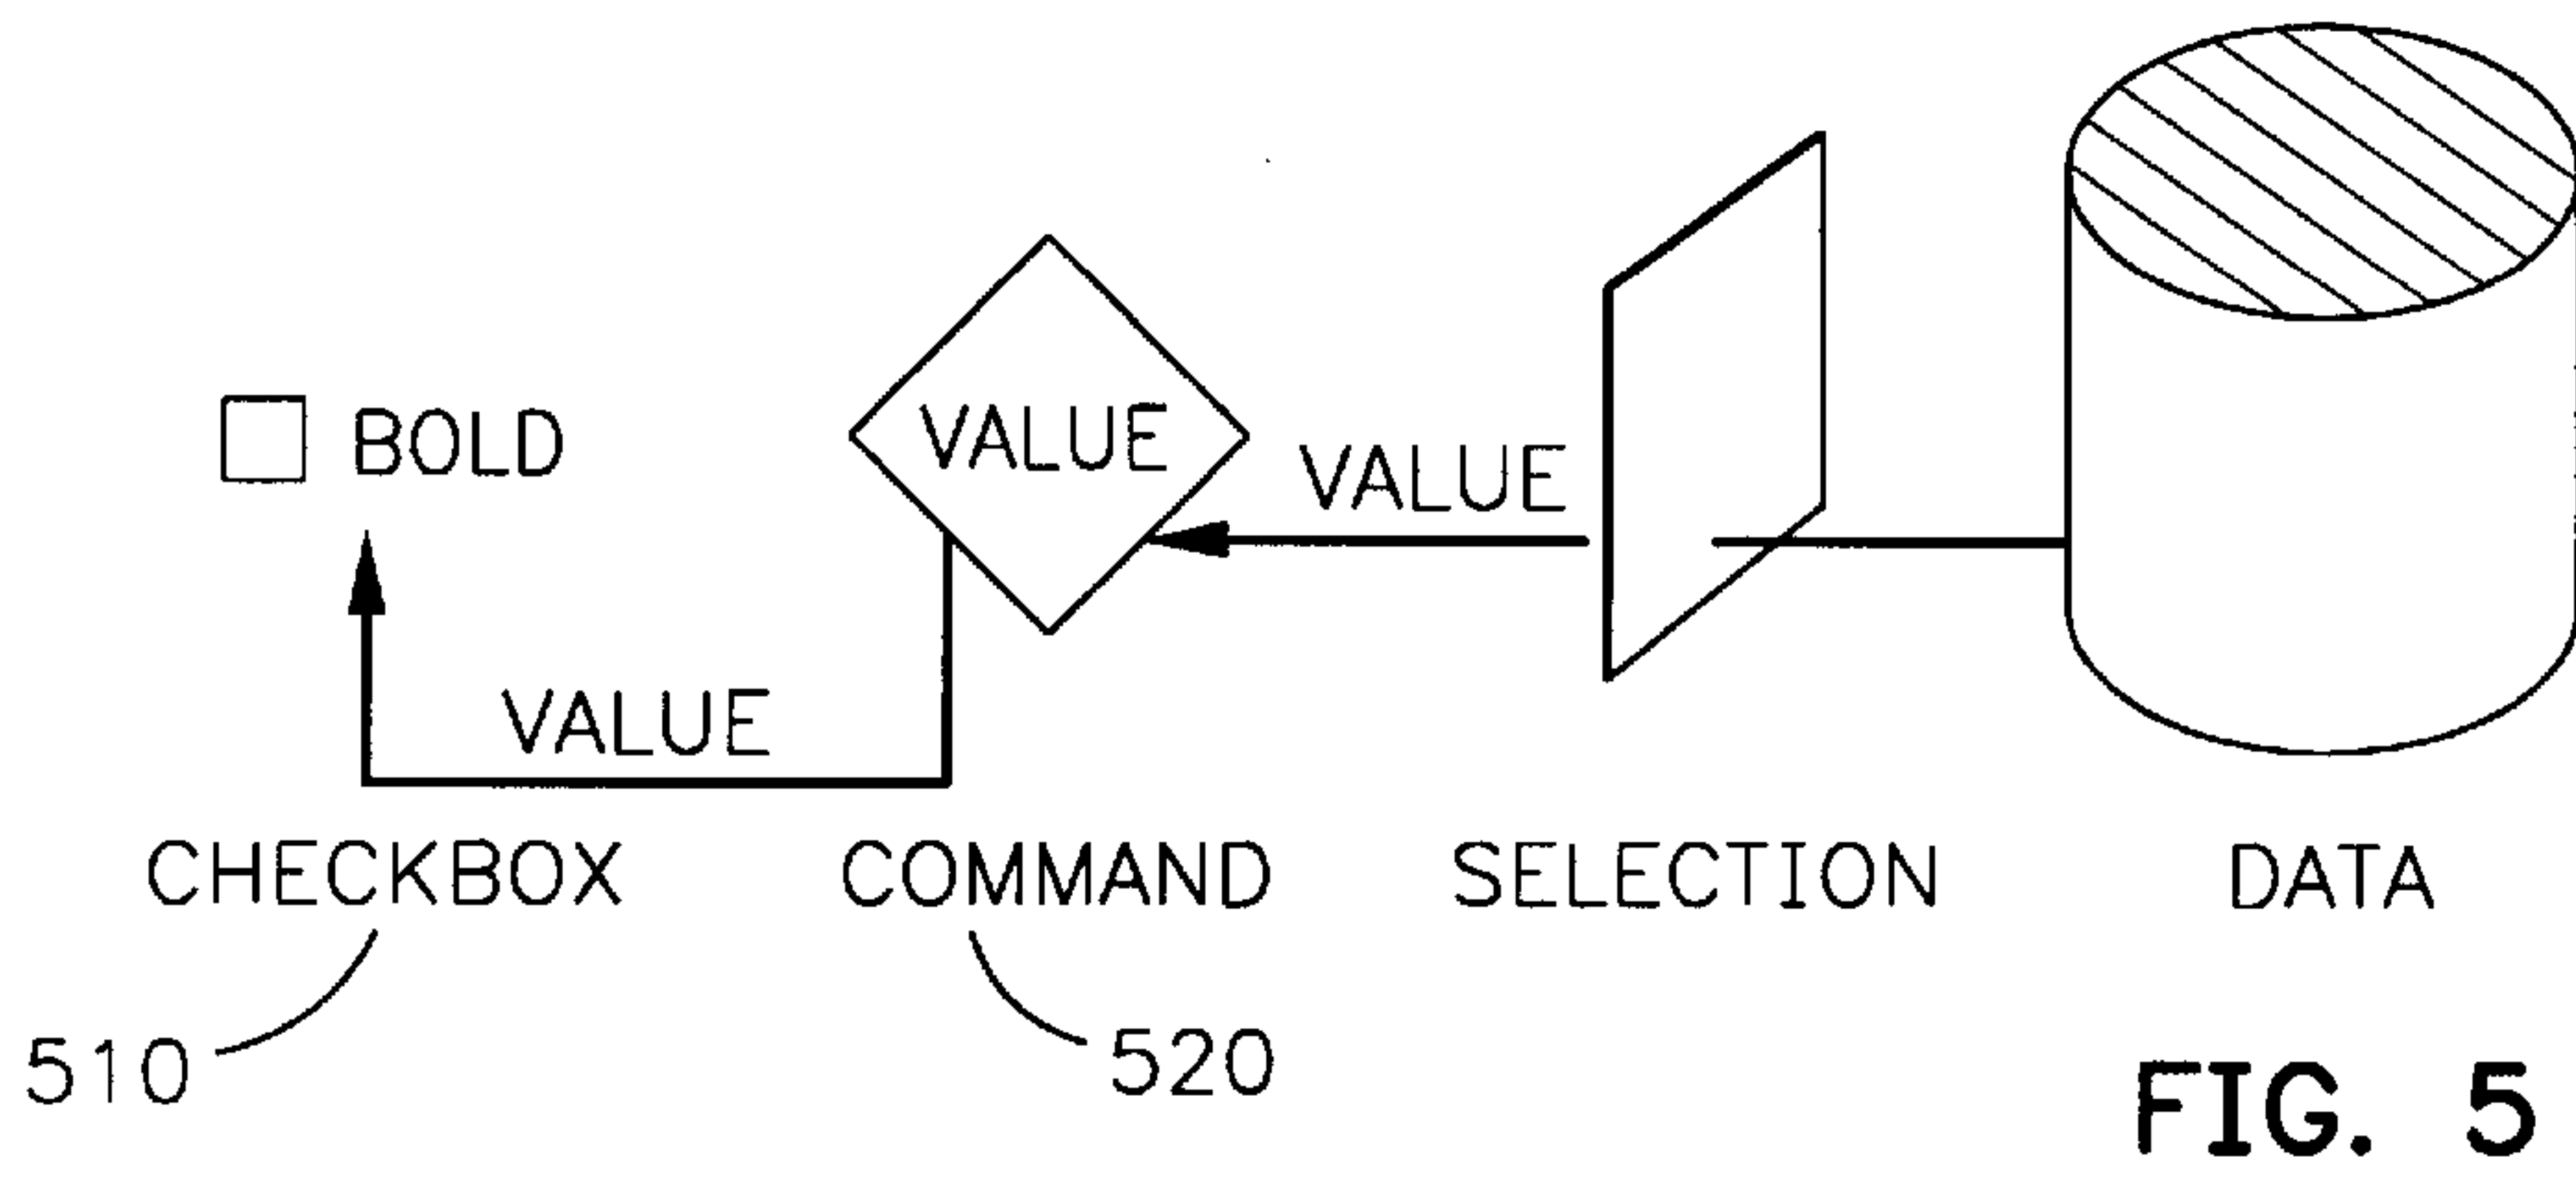 BOLD
VALUE
VALUE
VALUE
CHECKBOX
COMMAND
SELECTION
DATA
510
520
FIG. 5